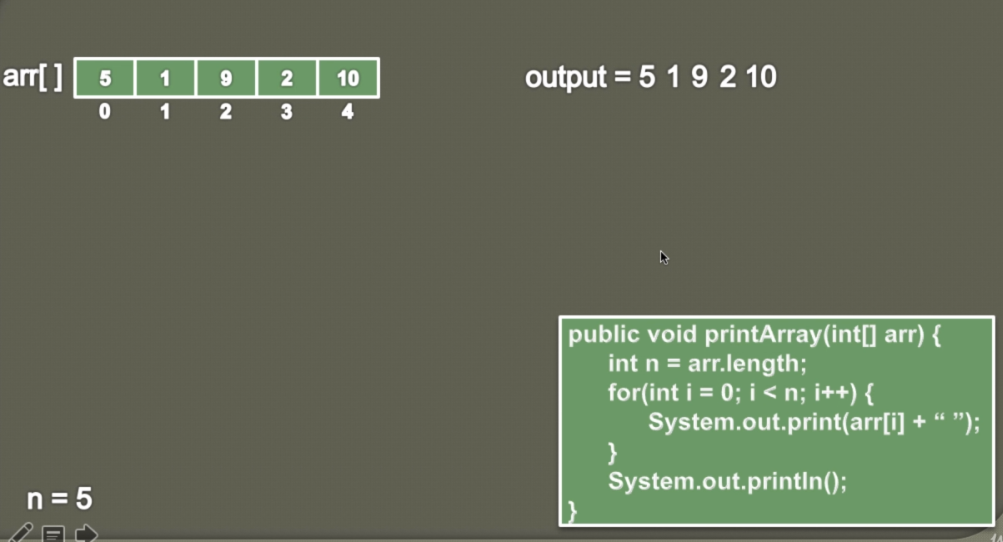 arr[ ] 5 1 9 2 10
0 1 2 3 4
output = 5 1 9 2 10
public void printArray(int[] arr) {
int n = arr.length;
for(int i = 0; i < n; i++) {
System.out.print(arr[i] + “ ”);
}
System.out.println();
}
n = 5